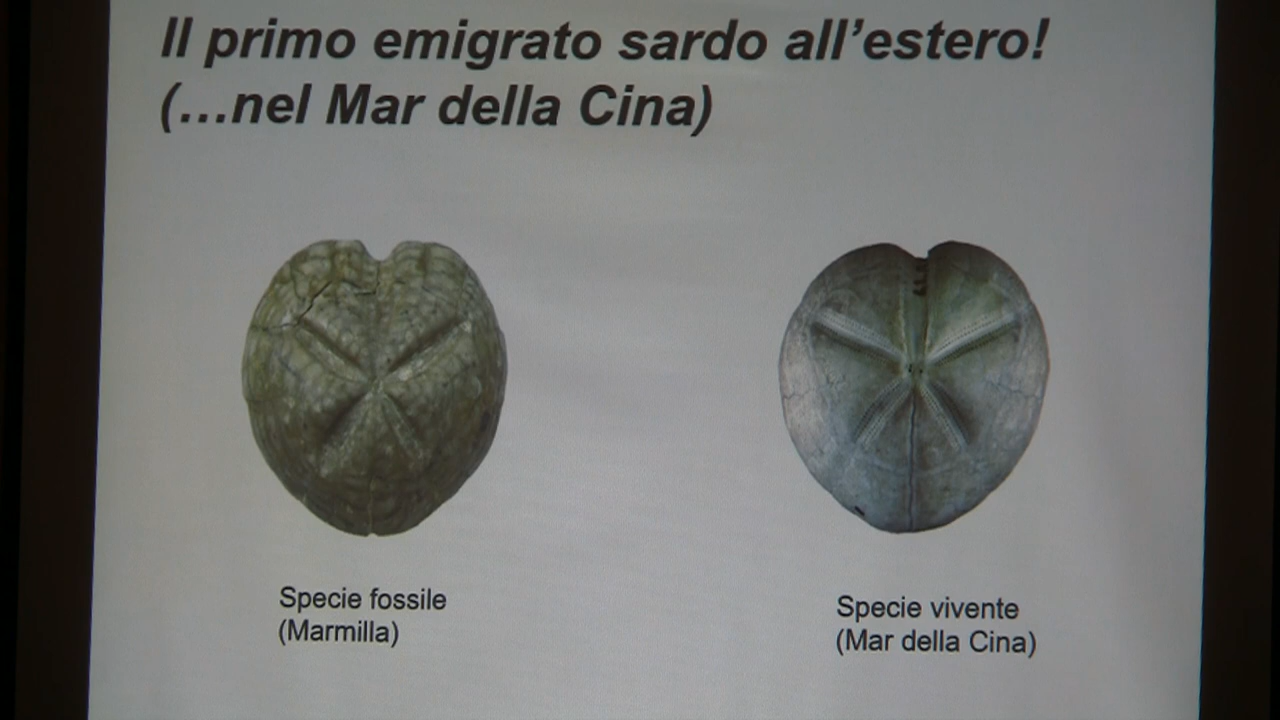 Il primo emigrato sardo all'estero!
(...nel Mar della Cina)
Specie fossile
(Marmilla)
Specie vivente
(Mar della Cina)